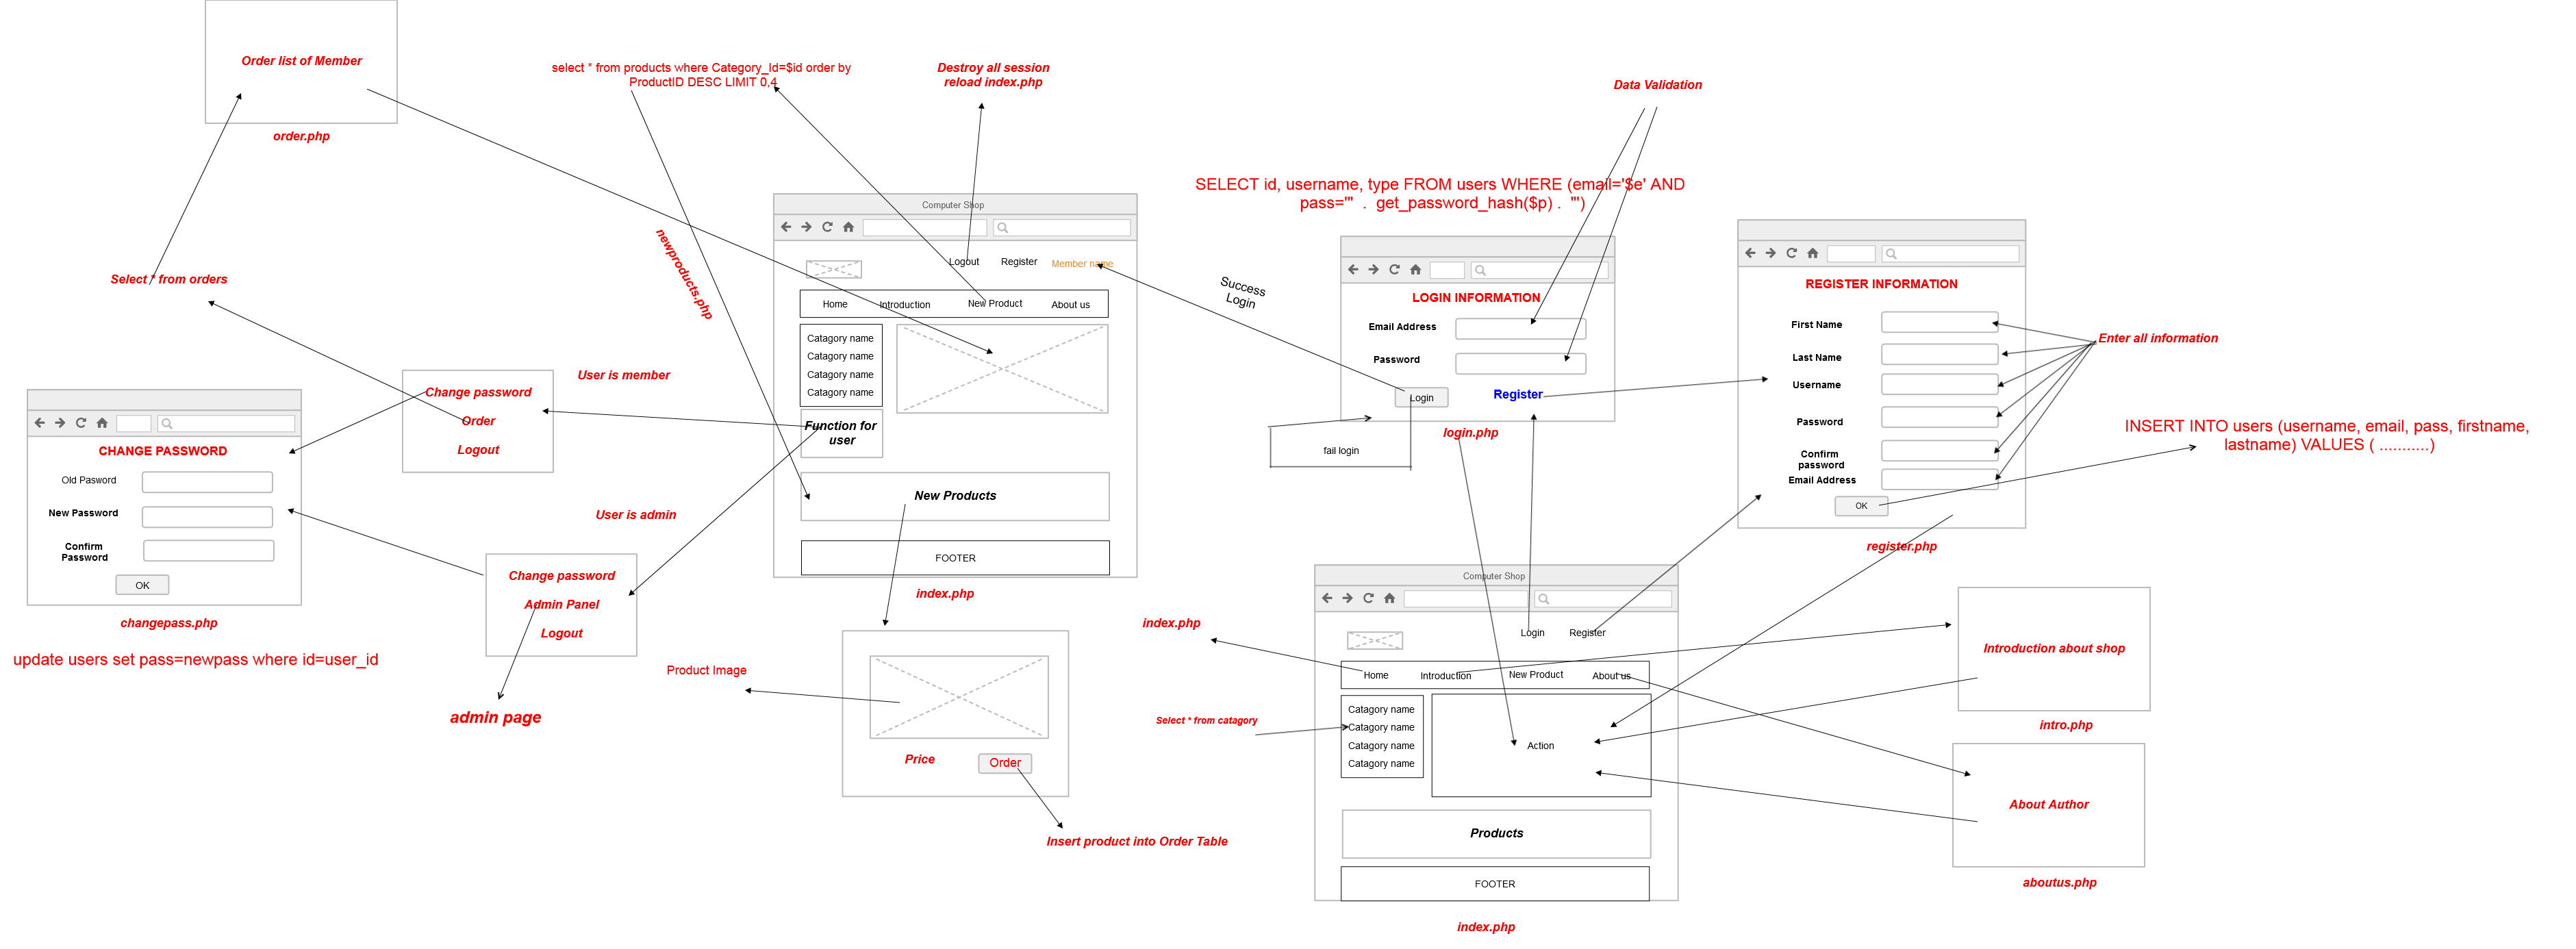 Order list of Member
order.php
Select * from orders
select * from products where Category_Id=$id order by
ProductID DESC LIMIT 0,4
Destroy all session
reload index.php
newproducts.php
Computer Shop
Logout
Register
Member name
Home
Introduction
New Product
About us
Catagory name
Catagory name
Catagory name
Catagory name
Function for
user
New Products
FOOTER
index.php
User is member
Change password
Order
Logout
User is admin
Change password
Admin Panel
Logout
admin page
CHANGE PASSWORD
Old Pasword
New Password
Confirm
Password
OK
changepass.php
update users set pass=newpass where id=user_id
Product Image
Price
Order
Insert product into Order Table
Data Validation
SELECT id, username, type FROM users WHERE (email='$e' AND
pass='" . get_password_hash($p) . "')
Success
Login
LOGIN INFORMATION
Email Address
Password
Login
Register
login.php
fail login
REGISTER INFORMATION
First Name
Last Name
Username
Password
Confirm
password
Email Address
OK
register.php
Enter all information
INSERT INTO users (username, email, pass, firstname,
lastname) VALUES ( ...........)
Computer Shop
Login
Register
index.php
Home
Introduction
New Product
About us
Select * from catagory
Catagory name
Catagory name
Catagory name
Catagory name
Action
Products
FOOTER
index.php
Introduction about shop
intro.php
About Author
aboutus.php